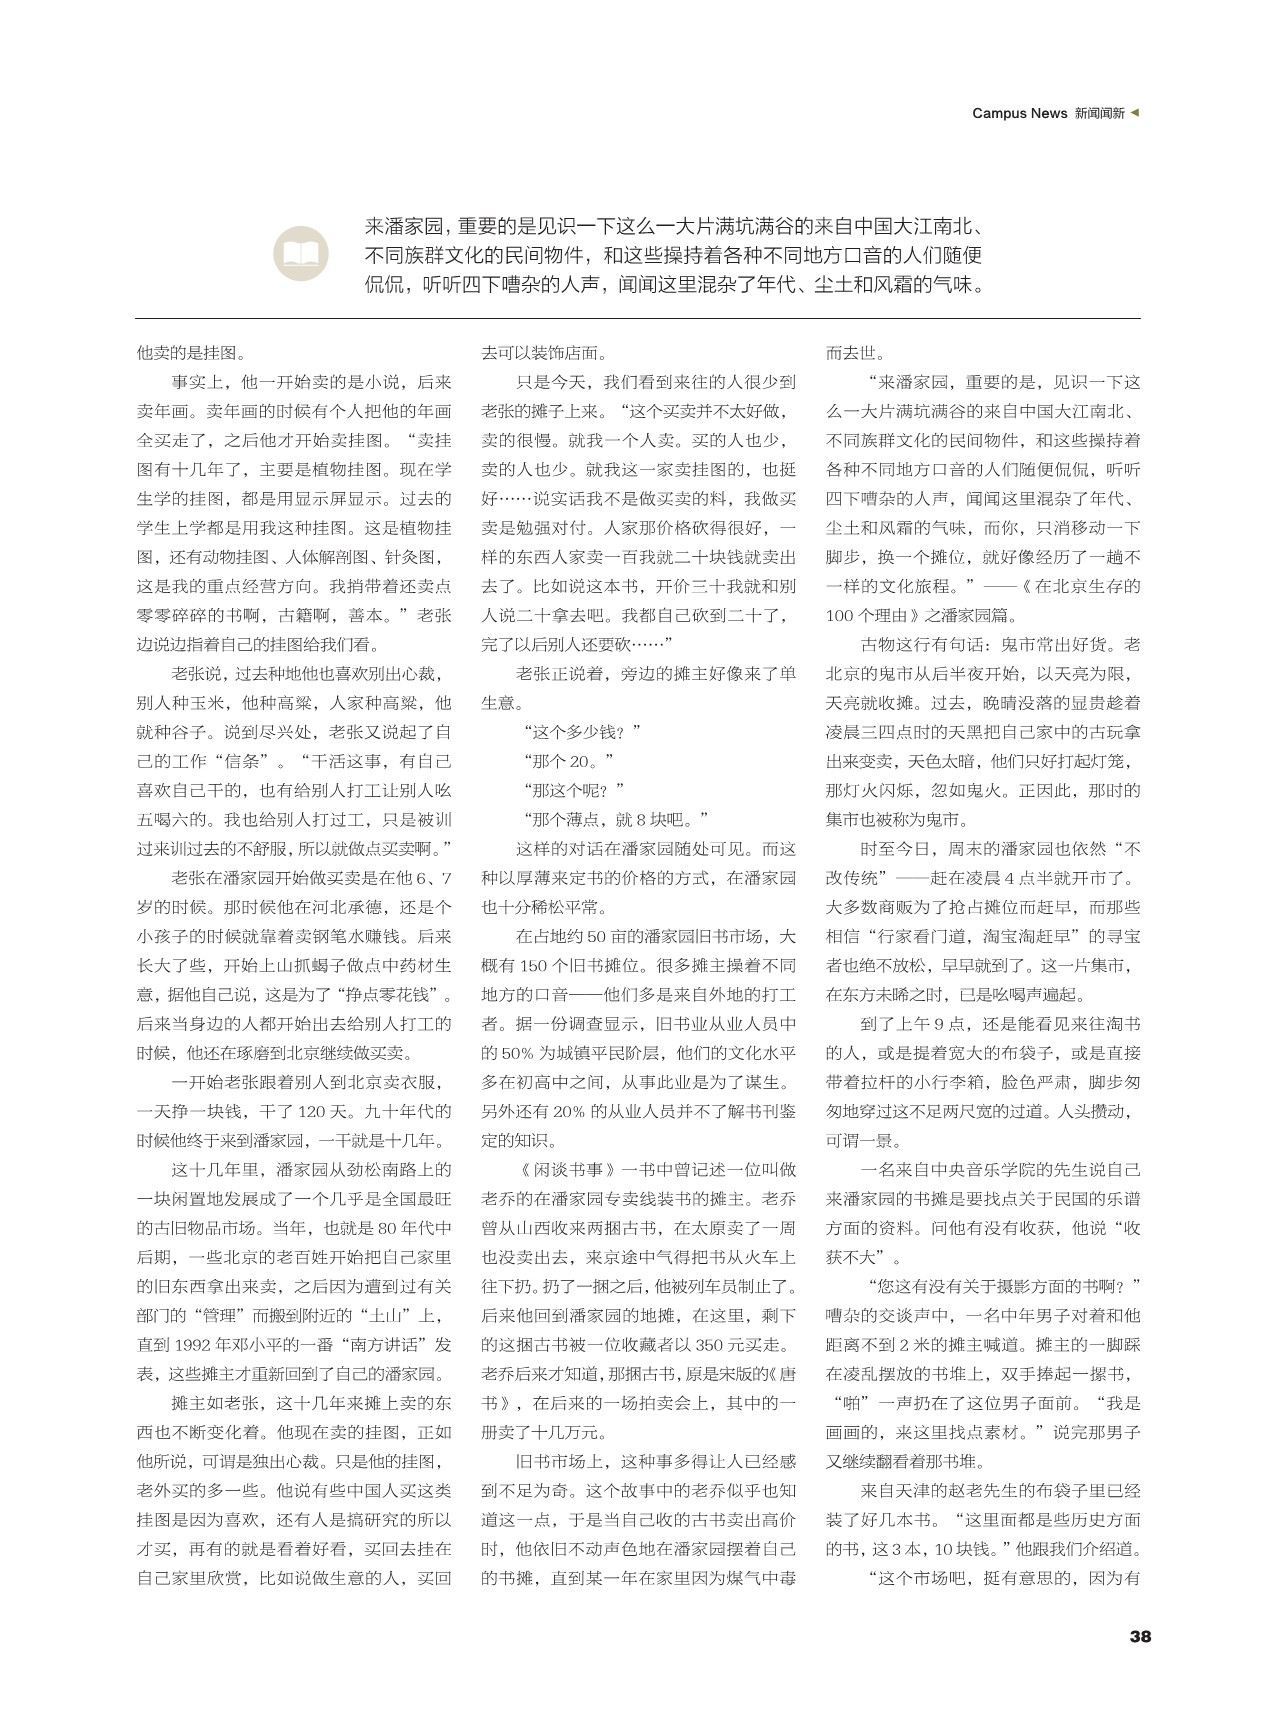 Campus News 新闻闻新
来潘家园，重要的是见识一下这么一大片满坑满谷的来自中国大江南北、
不同族群文化的民间物件，和这些操持着各种不同地方口音的人们随便
侃侃，听听四下嘈杂的人声，闻闻这里混杂了年代、尘土和风霜的气味。
他卖的是挂图。
事实上，他一开始卖的是小说，后来
卖年画。卖年画的时候有个人把他的年画
全买走了，之后他才开始卖挂图。“卖挂
图有十几年了，主要是植物挂图。现在学
生学的挂图，都是用显示屏显示。过去的
学生上学都是用我这种挂图。这是植物挂
图，还有动物挂图、人体解剖图、针灸图，
这是我的重点经营方向。我捎带着还卖点
零零碎碎的书啊，古籍啊，善本。”老张
边说边指着自己的挂图给我们看。
老张说，过去种地他也喜欢别出心裁，
别人种玉米，他种高粱，人家种高粱，他
就种谷子。说到尽兴处，老张又说起了自
己的工作“信条”。“干活这事，有自己
喜欢自己干的，也有给别人打工让别人吆
五喝六的。我也给别人打过工，只是被训
过来训过去的不舒服，所以就做点买卖啊。”
老张在潘家园开始做买卖是在他 6、7
岁的时候。那时候他在河北承德，还是个
小孩子的时候就靠着卖钢笔水赚钱。后来
长大了些，开始上山抓蝎子做点中药材生
意，据他自己说，这是为了“挣点零花钱”。
后来当身边的人都开始出去给别人打工的
时候，他还在琢磨到北京继续做买卖。
一开始老张跟着别人到北京卖衣服，
一天挣一块钱，干了 120 天。九十年代的
时候他终于来到潘家园，一干就是十几年。
这十几年里，潘家园从劲松南路上的
一块闲置地发展成了一个几乎是全国最旺
的古旧物品市场。当年，也就是 80 年代中
后期，一些北京的老百姓开始把自己家里
的旧东西拿出来卖，之后因为遭到过有关
部门的“管理”而搬到附近的“土山”上，
直到 1992 年邓小平的一番“南方讲话”发
表，这些摊主才重新回到了自己的潘家园。
摊主如老张，这十几年来摊上卖的东
西也不断变化着。他现在卖的挂图，正如
他所说，可谓是独出心裁。只是他的挂图，
老外买的多一些。他说有些中国人买这类
挂图是因为喜欢，还有人是搞研究的所以
才买，再有的就是看着好看，买回去挂在
自己家里欣赏，比如说做生意的人，买回
去可以装饰店面。
只是今天，我们看到来往的人很少到
老张的摊子上来。“这个买卖并不太好做，
卖的很慢。就我一个人卖。买的人也少，
卖的人也少。就我这一家卖挂图的，也挺
好……说实话我不是做买卖的料，我做买
卖是勉强对付。人家那价格砍得很好，一
样的东西人家卖一百我就二十块钱就卖出
去了。比如说这本书，开价三十我就和别
人说二十拿去吧。我都自己砍到二十了，
完了以后别人还要砍……”
老张正说着，旁边的摊主好像来了单
生意。
“这个多少钱？”
“那个 20。”
“那这个呢？”
“那个薄点，就 8 块吧。”
这样的对话在潘家园随处可见。而这
种以厚薄来定书的价格的方式，在潘家园
也十分稀松平常。
在占地约 50 亩的潘家园旧书市场，大
概有 150 个旧书摊位。很多摊主操着不同
地方的口音——他们多是来自外地的打工
者。据一份调查显示，旧书业从业人员中
的 50% 为城镇平民阶层，他们的文化水平
多在初高中之间，从事此业是为了谋生。
另外还有 20% 的从业人员并不了解书刊鉴
定的知识。
《闲谈书事》一书中曾记述一位叫做
老乔的在潘家园专卖线装书的摊主。老乔
曾从山西收来两捆古书，在太原卖了一周
也没卖出去，来京途中气得把书从火车上
往下扔。扔了一捆之后，他被列车员制止了。
后来他回到潘家园的地摊，在这里，剩下
的这捆古书被一位收藏者以 350 元买走。
老乔后来才知道，那捆古书，原是宋版的《唐
书》，在后来的一场拍卖会上，其中的一
册卖了十几万元。
旧书市场上，这种事多得让人已经感
到不足为奇。这个故事中的老乔似乎也知
道这一点，于是当自己收的古书卖出高价
时，他依旧不动声色地在潘家园摆着自己
的书摊，直到某一年在家里因为煤气中毒
而去世。
“来潘家园，重要的是，见识一下这
么一大片满坑满谷的来自中国大江南北、
不同族群文化的民间物件，和这些操持着
各种不同地方口音的人们随便侃侃，听听
四下嘈杂的人声，闻闻这里混杂了年代、
尘土和风霜的气味，而你，只消移动一下
脚步，换一个摊位，就好像经历了一趟不
一样的文化旅程。”——《在北京生存的
100 个理由》之潘家园篇。
古物这行有句话：鬼市常出好货。老
北京的鬼市从后半夜开始，以天亮为限，
天亮就收摊。过去，晚晴没落的显贵趁着
凌晨三四点时的天黑把自己家中的古玩拿
出来变卖，天色太暗，他们只好打起灯笼，
那灯火闪烁，忽如鬼火。正因此，那时的
集市也被称为鬼市。
时至今日，周末的潘家园也依然“不
改传统”——赶在凌晨 4 点半就开市了。
大多数商贩为了抢占摊位而赶早，而那些
相信“行家看门道，淘宝淘赶早”的寻宝
者也绝不放松，早早就到了。这一片集市，
在东方未晞之时，已是吆喝声遍起。
到了上午 9 点，还是能看见来往淘书
的人，或是提着宽大的布袋子，或是直接
带着拉杆的小行李箱，脸色严肃，脚步匆
匆地穿过这不足两尺宽的过道。人头攒动，
可谓一景。
一名来自中央音乐学院的先生说自己
来潘家园的书摊是要找点关于民国的乐谱
方面的资料。问他有没有收获，他说“收
获不大”。
“您这有没有关于摄影方面的书啊？”
嘈杂的交谈声中，一名中年男子对着和他
距离不到 2 米的摊主喊道。摊主的一脚踩
在凌乱摆放的书堆上，双手捧起一摞书，
“啪”一声扔在了这位男子面前。“我是
画画的，来这里找点素材。”说完那男子
又继续翻看着那书堆。
来自天津的赵老先生的布袋子里已经
装了好几本书。“这里面都是些历史方面
的书，这 3 本，10 块钱。”他跟我们介绍道。
“这个市场吧，挺有意思的，因为有
38